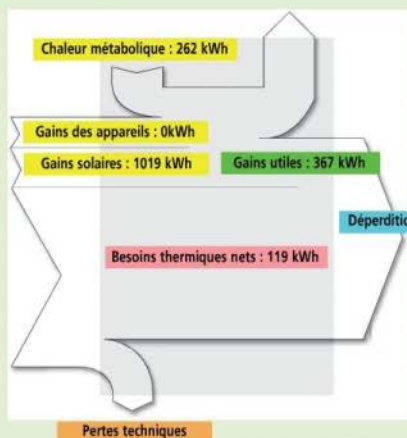 Chaleur métabolique : 262 kWh
Gains des appareils : 0kWh
Gains solaires : 1019 kWh
Gains utiles : 367 kWh
Besoins thermiques nets : 119 kWh
Pertes techniques